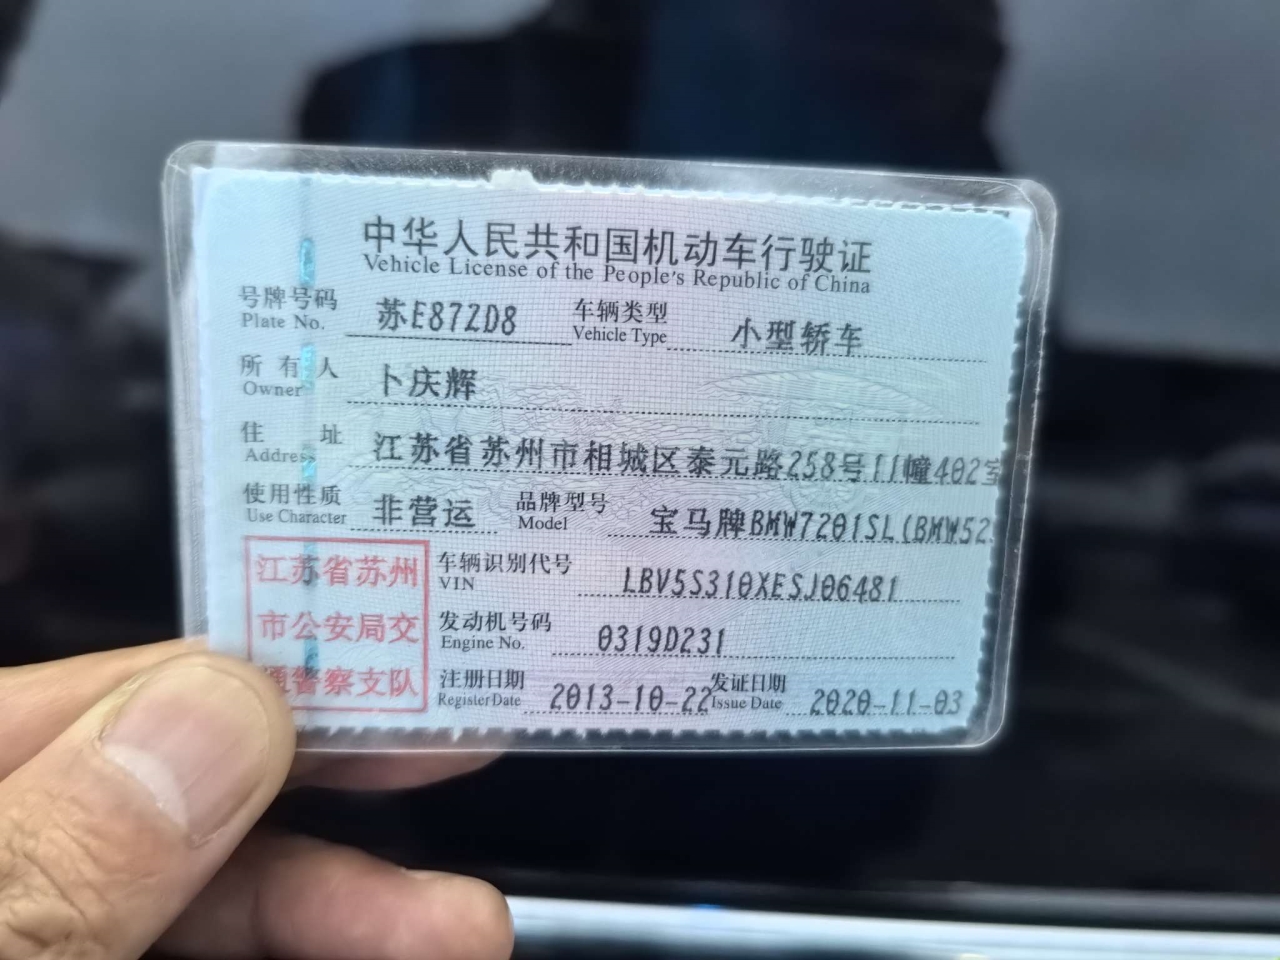 中华人民共和国机动车行驶证
Vehicle License of the People's Republic of China
号牌号码 苏E872D8 车辆类型 小型轿车
Plate No. Vehicle Type
所有人 卜庆辉
Owner
住址 江苏省苏州市相城区泰元路258号11幢402室
Address
使用性质 非营运 品牌型号 宝马牌BMW7201SL(BMW52
Use Character Model
江苏省苏州
市公安局交
通警察支队
车辆识别代号 LBV5S310XESJ06481
VIN
发动机号码 0319D231
Engine No.
注册日期 2013-10-22 发证日期 2020-11-03
Register Date Issue Date